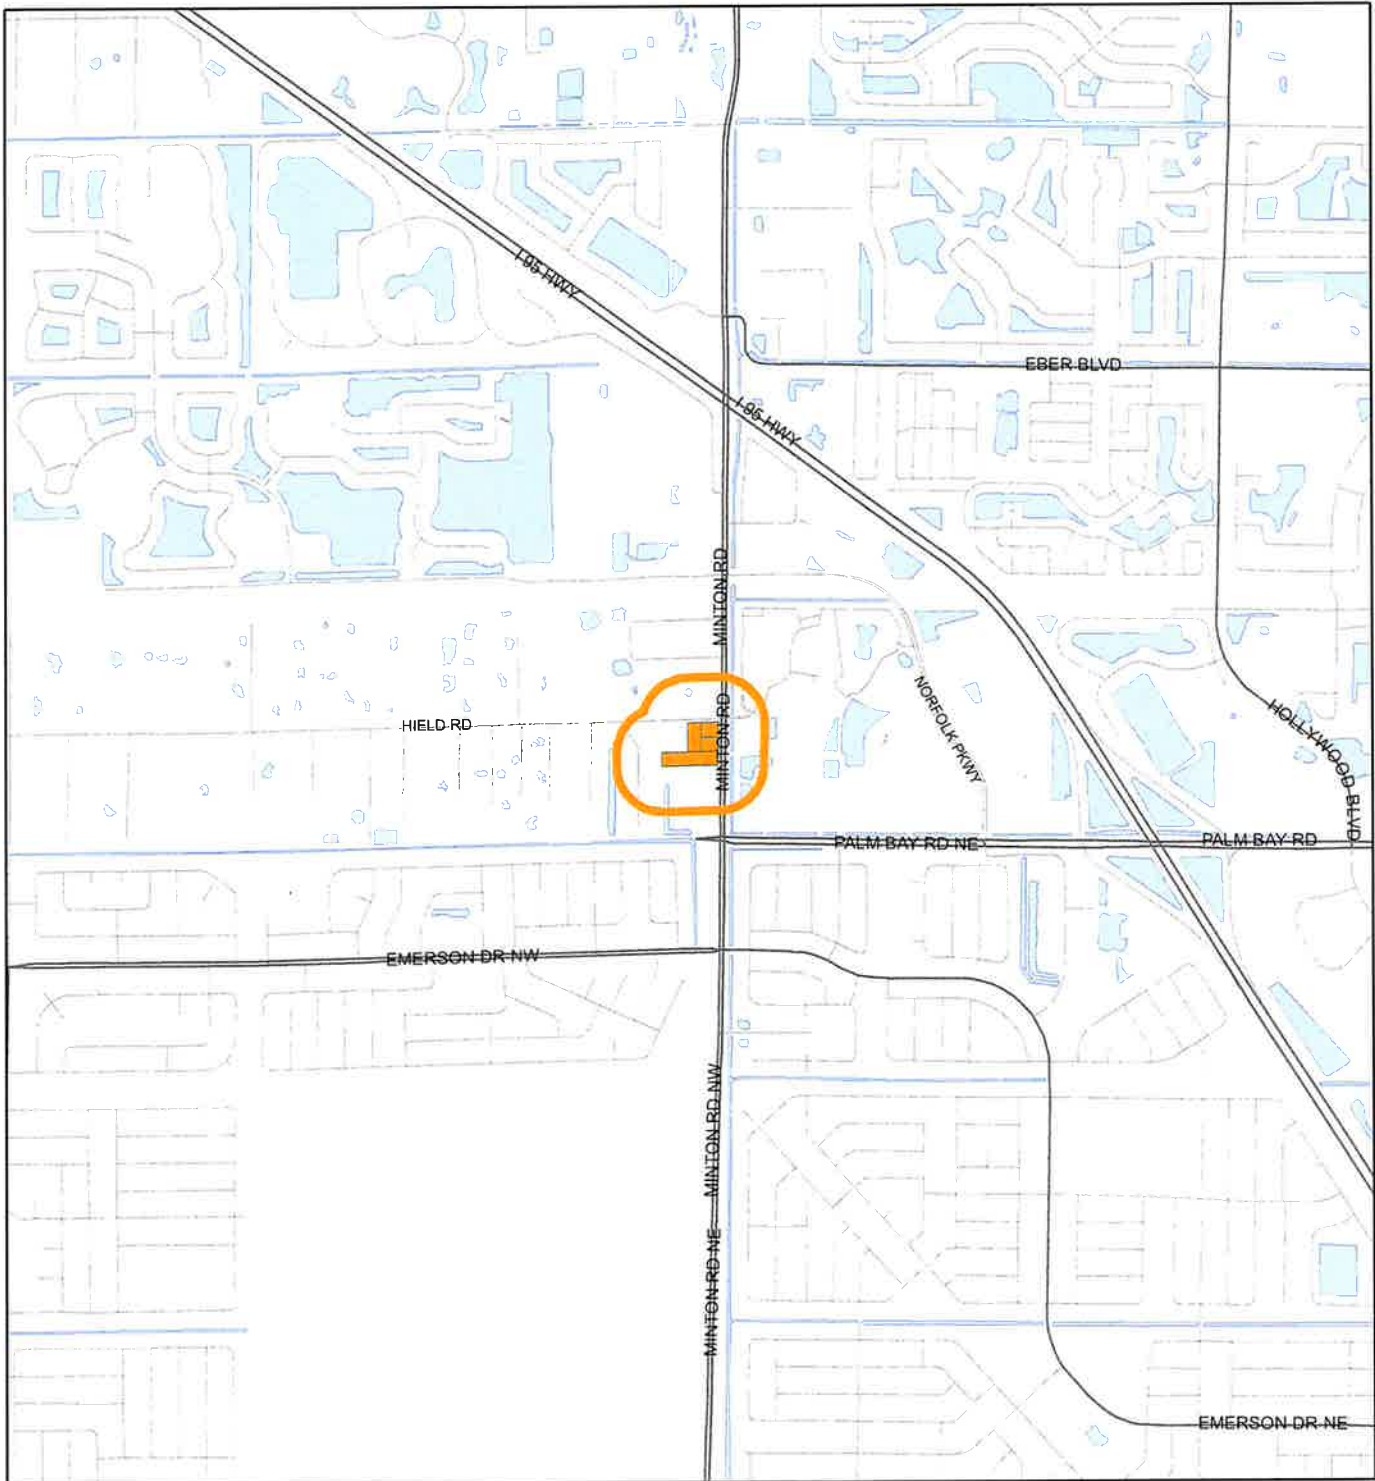 I 95 HWY
EBER BLVD
I 95 HWY
MINTON RD
NORFOLK PKWY
MINTON RD
HOLLYWOOD BLVD
HIELD RD
PALM BAY RD NE
PALM BAY RD
EMERSON DR NW
MINTON RD NW
MINTON RD NE
EMERSON DR NE